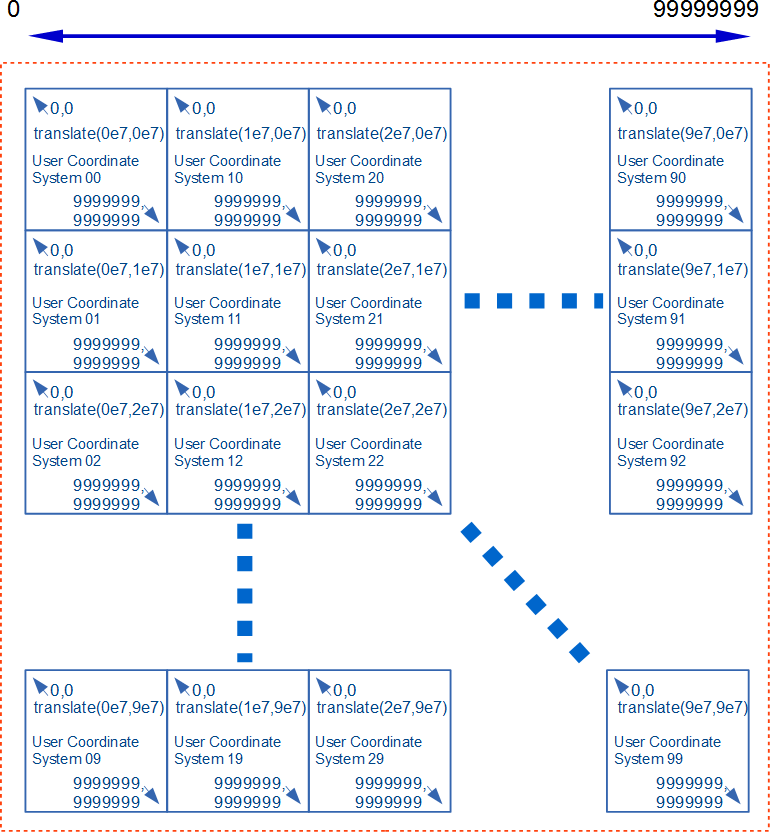 0 99999999
0,0
translate(0e7,0e7)
User Coordinate
System 00
9999999,
9999999
0,0
translate(1e7,0e7)
User Coordinate
System 10
9999999,
9999999
0,0
translate(2e7,0e7)
User Coordinate
System 20
9999999,
9999999
0,0
translate(9e7,0e7)
User Coordinate
System 90
9999999,
9999999
0,0
translate(0e7,1e7)
User Coordinate
System 01
9999999,
9999999
0,0
translate(1e7,1e7)
User Coordinate
System 11
9999999,
9999999
0,0
translate(2e7,1e7)
User Coordinate
System 21
9999999,
9999999
0,0
translate(9e7,1e7)
User Coordinate
System 91
9999999,
9999999
0,0
translate(0e7,2e7)
User Coordinate
System 02
9999999,
9999999
0,0
translate(1e7,2e7)
User Coordinate
System 12
9999999,
9999999
0,0
translate(2e7,2e7)
User Coordinate
System 22
9999999,
9999999
0,0
translate(9e7,2e7)
User Coordinate
System 92
9999999,
9999999
0,0
translate(0e7,9e7)
User Coordinate
System 09
9999999,
9999999
0,0
translate(1e7,9e7)
User Coordinate
System 19
9999999,
9999999
0,0
translate(2e7,9e7)
User Coordinate
System 29
9999999,
9999999
0,0
translate(9e7,9e7)
User Coordinate
System 99
9999999,
9999999